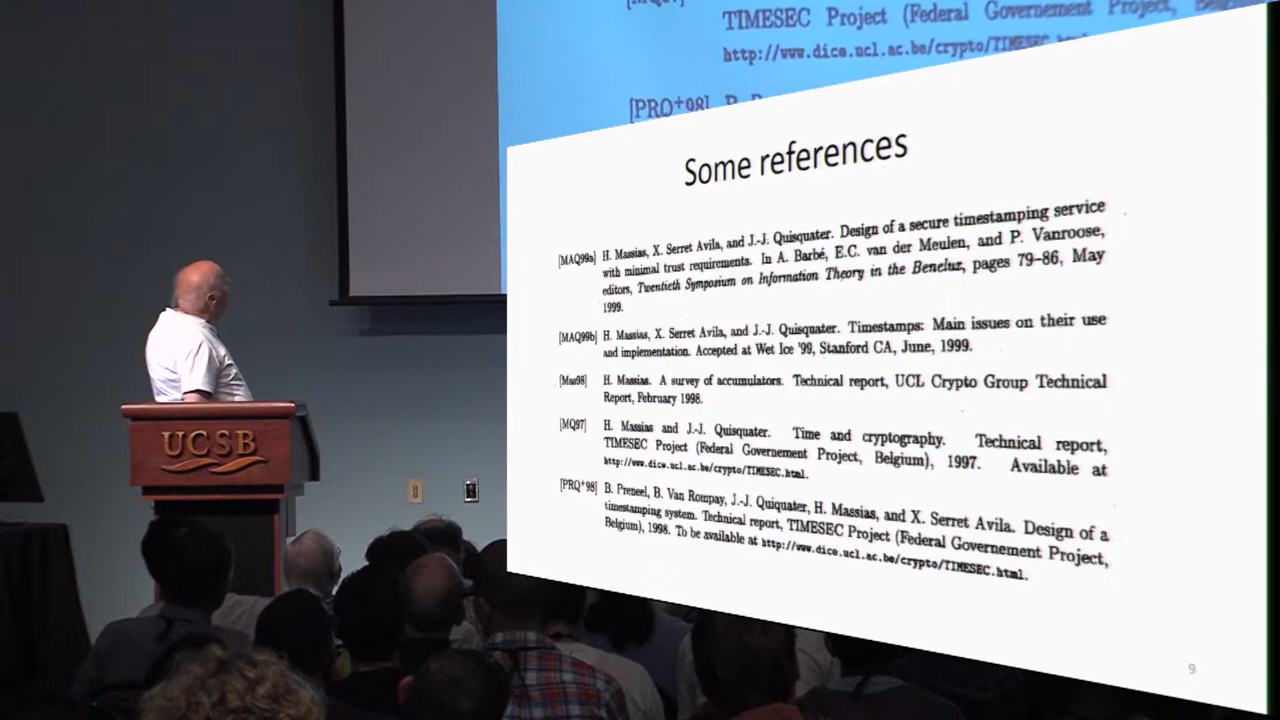 TIMESEC Project (Federal Governement Project,
http://www.dice.ucl.ac.be/crypto/TIMESEC.html
[PRQ+98]
Some references
[MAQ99a] H. Massias, X. Serret Avila, and J.-J. Quisquater. Design of a secure timestamping service
with minimal trust requirements. In A. Barbé, E.C. van der Meulen, and P. Vanroose,
editors, Twentieth Symposium on Information Theory in the Benelux, pages 79–86, May
1999.
[MAQ99b] H. Massias, X. Serret Avila, and J.-J. Quisquater. Timestamps: Main issues on their use
and implementation. Accepted at Wet Ice '99, Stanford CA, June, 1999.
[Mas98] H. Massias. A survey of accumulators. Technical report, UCL Crypto Group Technical
Report, February 1998.
[MQ97] H. Massias and J.-J. Quisquater. Time and cryptography. Technical report,
TIMESEC Project (Federal Governement Project, Belgium), 1997. Available at
http://www.dice.ucl.ac.be/crypto/TIMESEC.html.
[PRQ+98] B. Preneel, B. Van Rompay, J.-J. Quiquater, H. Massias, and X. Serret Avila. Design of a
timestamping system. Technical report, TIMESEC Project (Federal Governement Project,
Belgium), 1998. To be available at http://www.dice.ucl.ac.be/crypto/TIMESEC.html.
9
UCSB